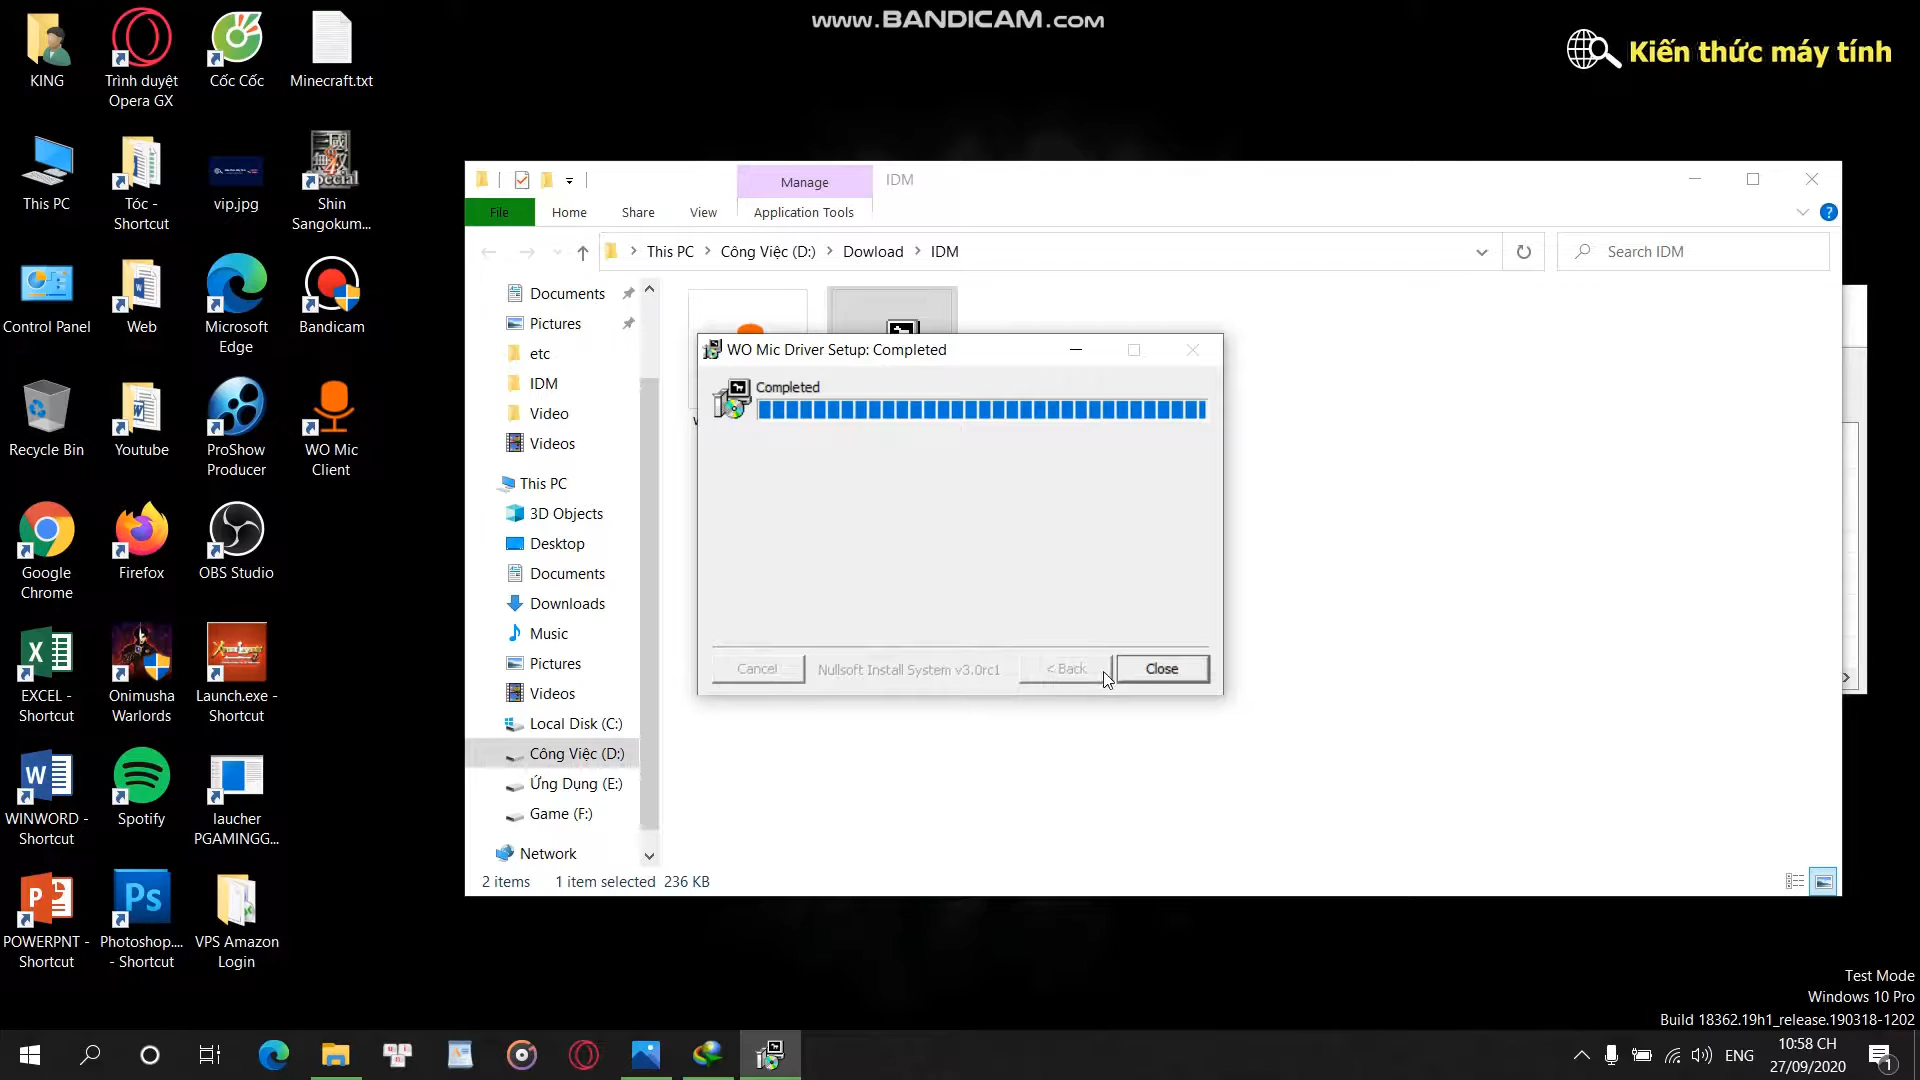 www.BANDICAM.com
Kiến thức máy tính
KING
Trình duyệt
Opera GX
Cốc Cốc
Minecraft.txt
This PC
Tóc -
Shortcut
vip.jpg
Shin
Sangokum...
Control Panel
Web
Microsoft
Edge
Bandicam
Recycle Bin
Youtube
ProShow
Producer
WO Mic
Client
Google
Chrome
Firefox
OBS Studio
EXCEL -
Shortcut
Onimusha
Warlords
Launch.exe -
Shortcut
WINWORD -
Shortcut
Spotify
laucher
PGAMINGG...
POWERPNT -
Shortcut
Photoshop....
- Shortcut
VPS Amazon
Login
Manage
IDM
File
Home
Share
View
Application Tools
This PC
Công Việc (D:)
Dowload
IDM
Search IDM
Documents
Pictures
etc
IDM
Video
Videos
This PC
3D Objects
Desktop
Documents
Downloads
Music
Pictures
Videos
Local Disk (C:)
Công Việc (D:)
Ứng Dụng (E:)
Game (F:)
Network
2 items
1 item selected 236 KB
WO Mic Driver Setup: Completed
Completed
Cancel
Nullsoft Install System v3.0rc1
< Back
Close
Test Mode
Windows 10 Pro
Build 18362.19h1_release.190318-1202
ENG
10:58 CH
27/09/2020
1